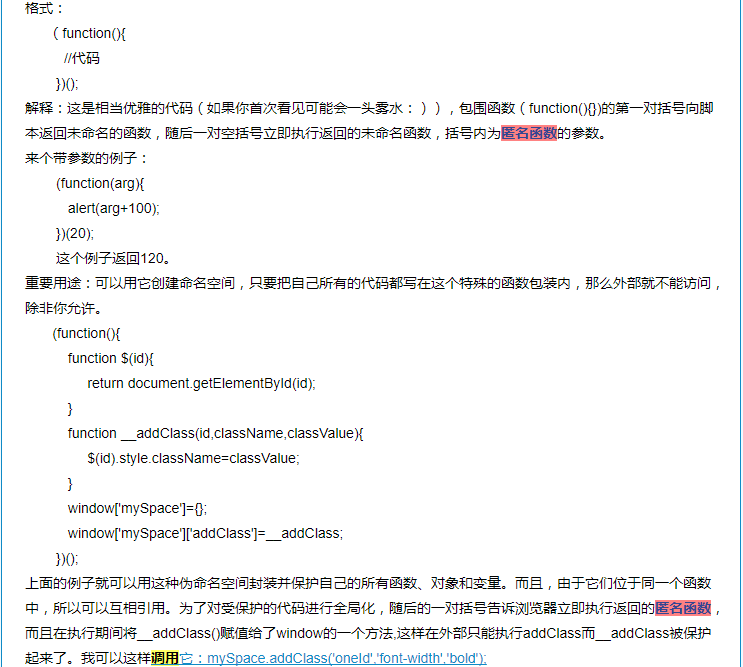 格式：
（ function(){
//代码
})();
解释：这是相当优雅的代码（如果你首次看见可能会一头雾水：）），包围函数（function(){})的第一对括号向脚
本返回未命名的函数，随后一对空括号立即执行返回的未命名函数，括号内为匿名函数的参数。
来个带参数的例子：
(function(arg){
alert(arg+100);
})(20);
这个例子返回120。
重要用途：可以用它创建命名空间，只要把自己所有的代码都写在这个特殊的函数包装内，那么外部就不能访问，
除非你允许。
(function(){
function $(id){
return document.getElementById(id);
}
function __addClass(id,className,classValue){
$(id).style.className=classValue;
}
window['mySpace']={};
window['mySpace']['addClass']=__addClass;
})();
上面的例子就可以用这种伪命名空间封装并保护自己的所有函数、对象和变量。而且，由于它们位于同一个函数
中，所以可以互相引用。为了对受保护的代码进行全局化，随后的一对括号告诉浏览器立即执行返回的匿名函数，
而且在执行期间将__addClass()赋值给了window的一个方法,这样在外部只能执行addClass而__addClass被保护
起来了。我可以这样调用它：mySpace.addClass('oneId','font-width','bold');